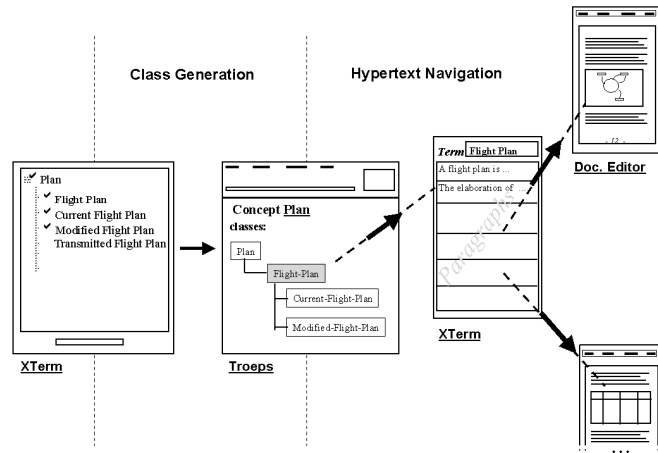 Class Generation
Hypertext Navigation
Plan
Flight Plan
Current Flight Plan
Modified Flight Plan
Transmitted Flight Plan
XTerm
Concept Plan
classes:
Plan
Flight-Plan
Current-Flight-Plan
Modified-Flight-Plan
Troeps
Term Flight Plan
A flight plan is ...
The elaboration of ...
Paragraphs
XTerm
- 12 -
Doc. Editor
...